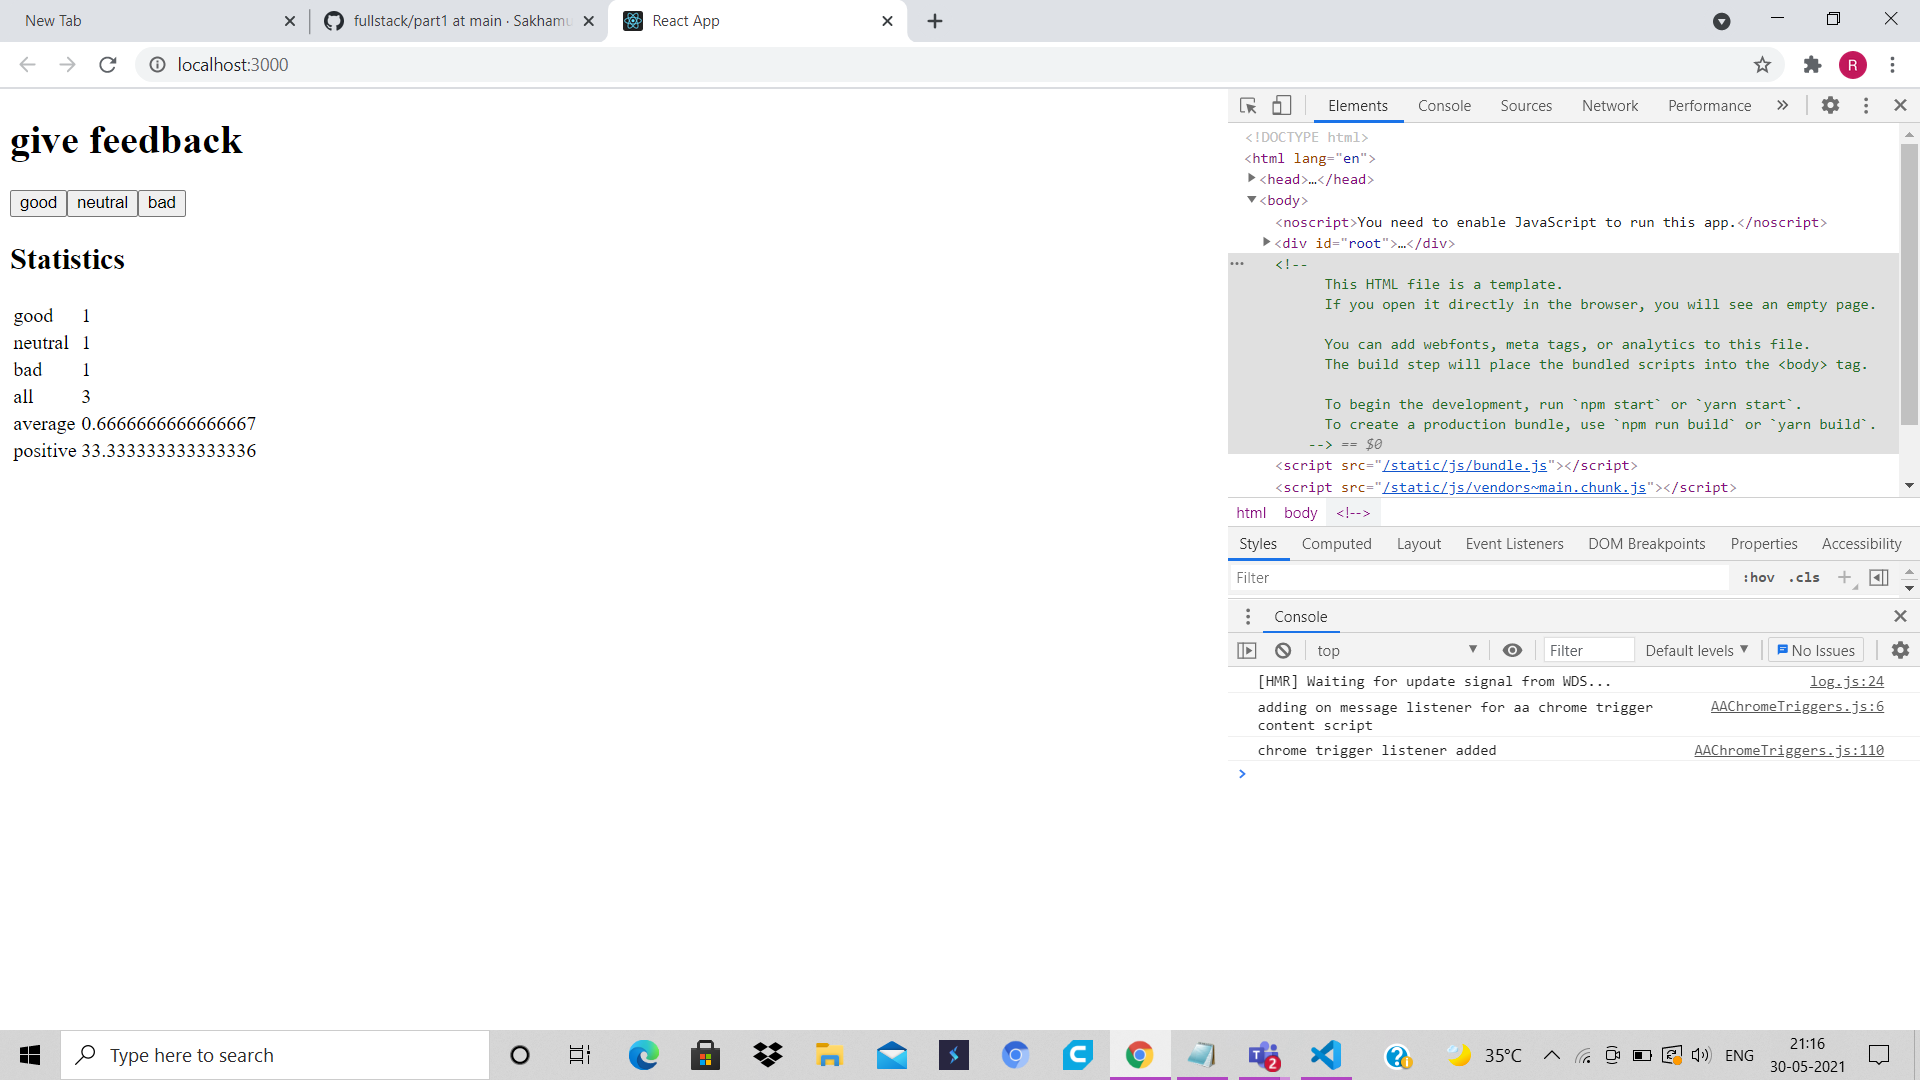 New Tab
fullstack/part1 at main · Sakham
React App
localhost:3000
R
give feedback
good neutral bad
Statistics
good 1
neutral 1
bad 1
all 3
average 0.6666666666666667
positive 33.333333333333336
Elements Console Sources Network Performance
<!DOCTYPE html>
<html lang="en">
<head>…</head>
<body>
<noscript>You need to enable JavaScript to run this app.</noscript>
<div id="root">…</div>
<!--
This HTML file is a template.
If you open it directly in the browser, you will see an empty page.
You can add webfonts, meta tags, or analytics to this file.
The build step will place the bundled scripts into the <body> tag.
To begin the development, run `npm start` or `yarn start`.
To create a production bundle, use `npm run build` or `yarn build`.
--> == $0
<script src="/static/js/bundle.js"></script>
<script src="/static/js/vendors~main.chunk.js"></script>
html body <!-->
Styles Computed Layout Event Listeners DOM Breakpoints Properties Accessibility
Filter :hov .cls
Console
top Filter Default levels No Issues
[HMR] Waiting for update signal from WDS... log.js:24
adding on message listener for aa chrome trigger AAChromeTriggers.js:6
content script
chrome trigger listener added AAChromeTriggers.js:110
Type here to search
2
35°C
ENG
21:16
30-05-2021